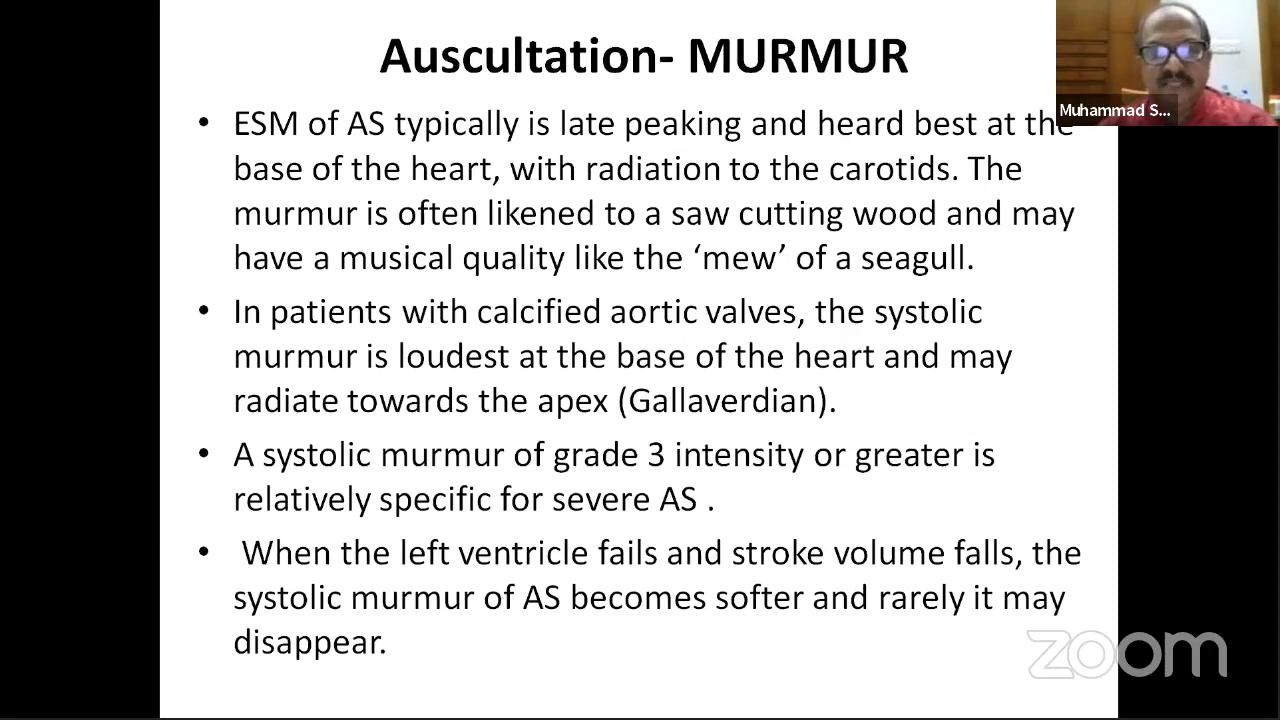 Auscultation- MURMUR
Muhammad S...
• ESM of AS typically is late peaking and heard best at the
base of the heart, with radiation to the carotids. The
murmur is often likened to a saw cutting wood and may
have a musical quality like the ‘mew’ of a seagull.
• In patients with calcified aortic valves, the systolic
murmur is loudest at the base of the heart and may
radiate towards the apex (Gallaverdian).
• A systolic murmur of grade 3 intensity or greater is
relatively specific for severe AS .
• When the left ventricle fails and stroke volume falls, the
systolic murmur of AS becomes softer and rarely it may
disappear.
zoom